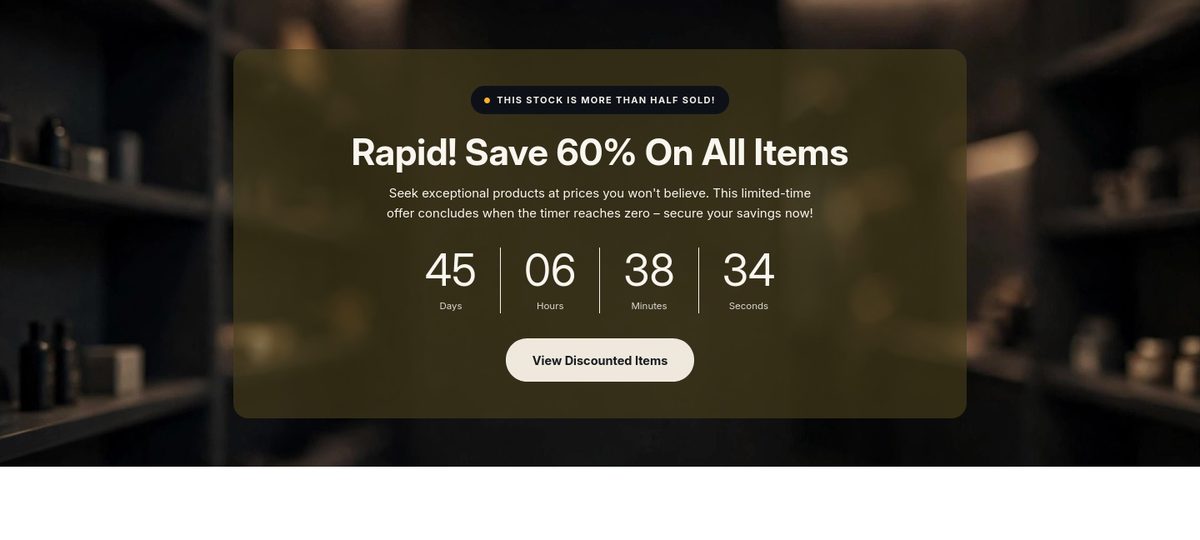 THIS STOCK IS MORE THAN HALF SOLD!
Rapid! Save 60% On All Items
Seek exceptional products at prices you won't believe. This limited-time
offer concludes when the timer reaches zero – secure your savings now!
45 06 38 34
Days Hours Minutes Seconds
View Discounted Items